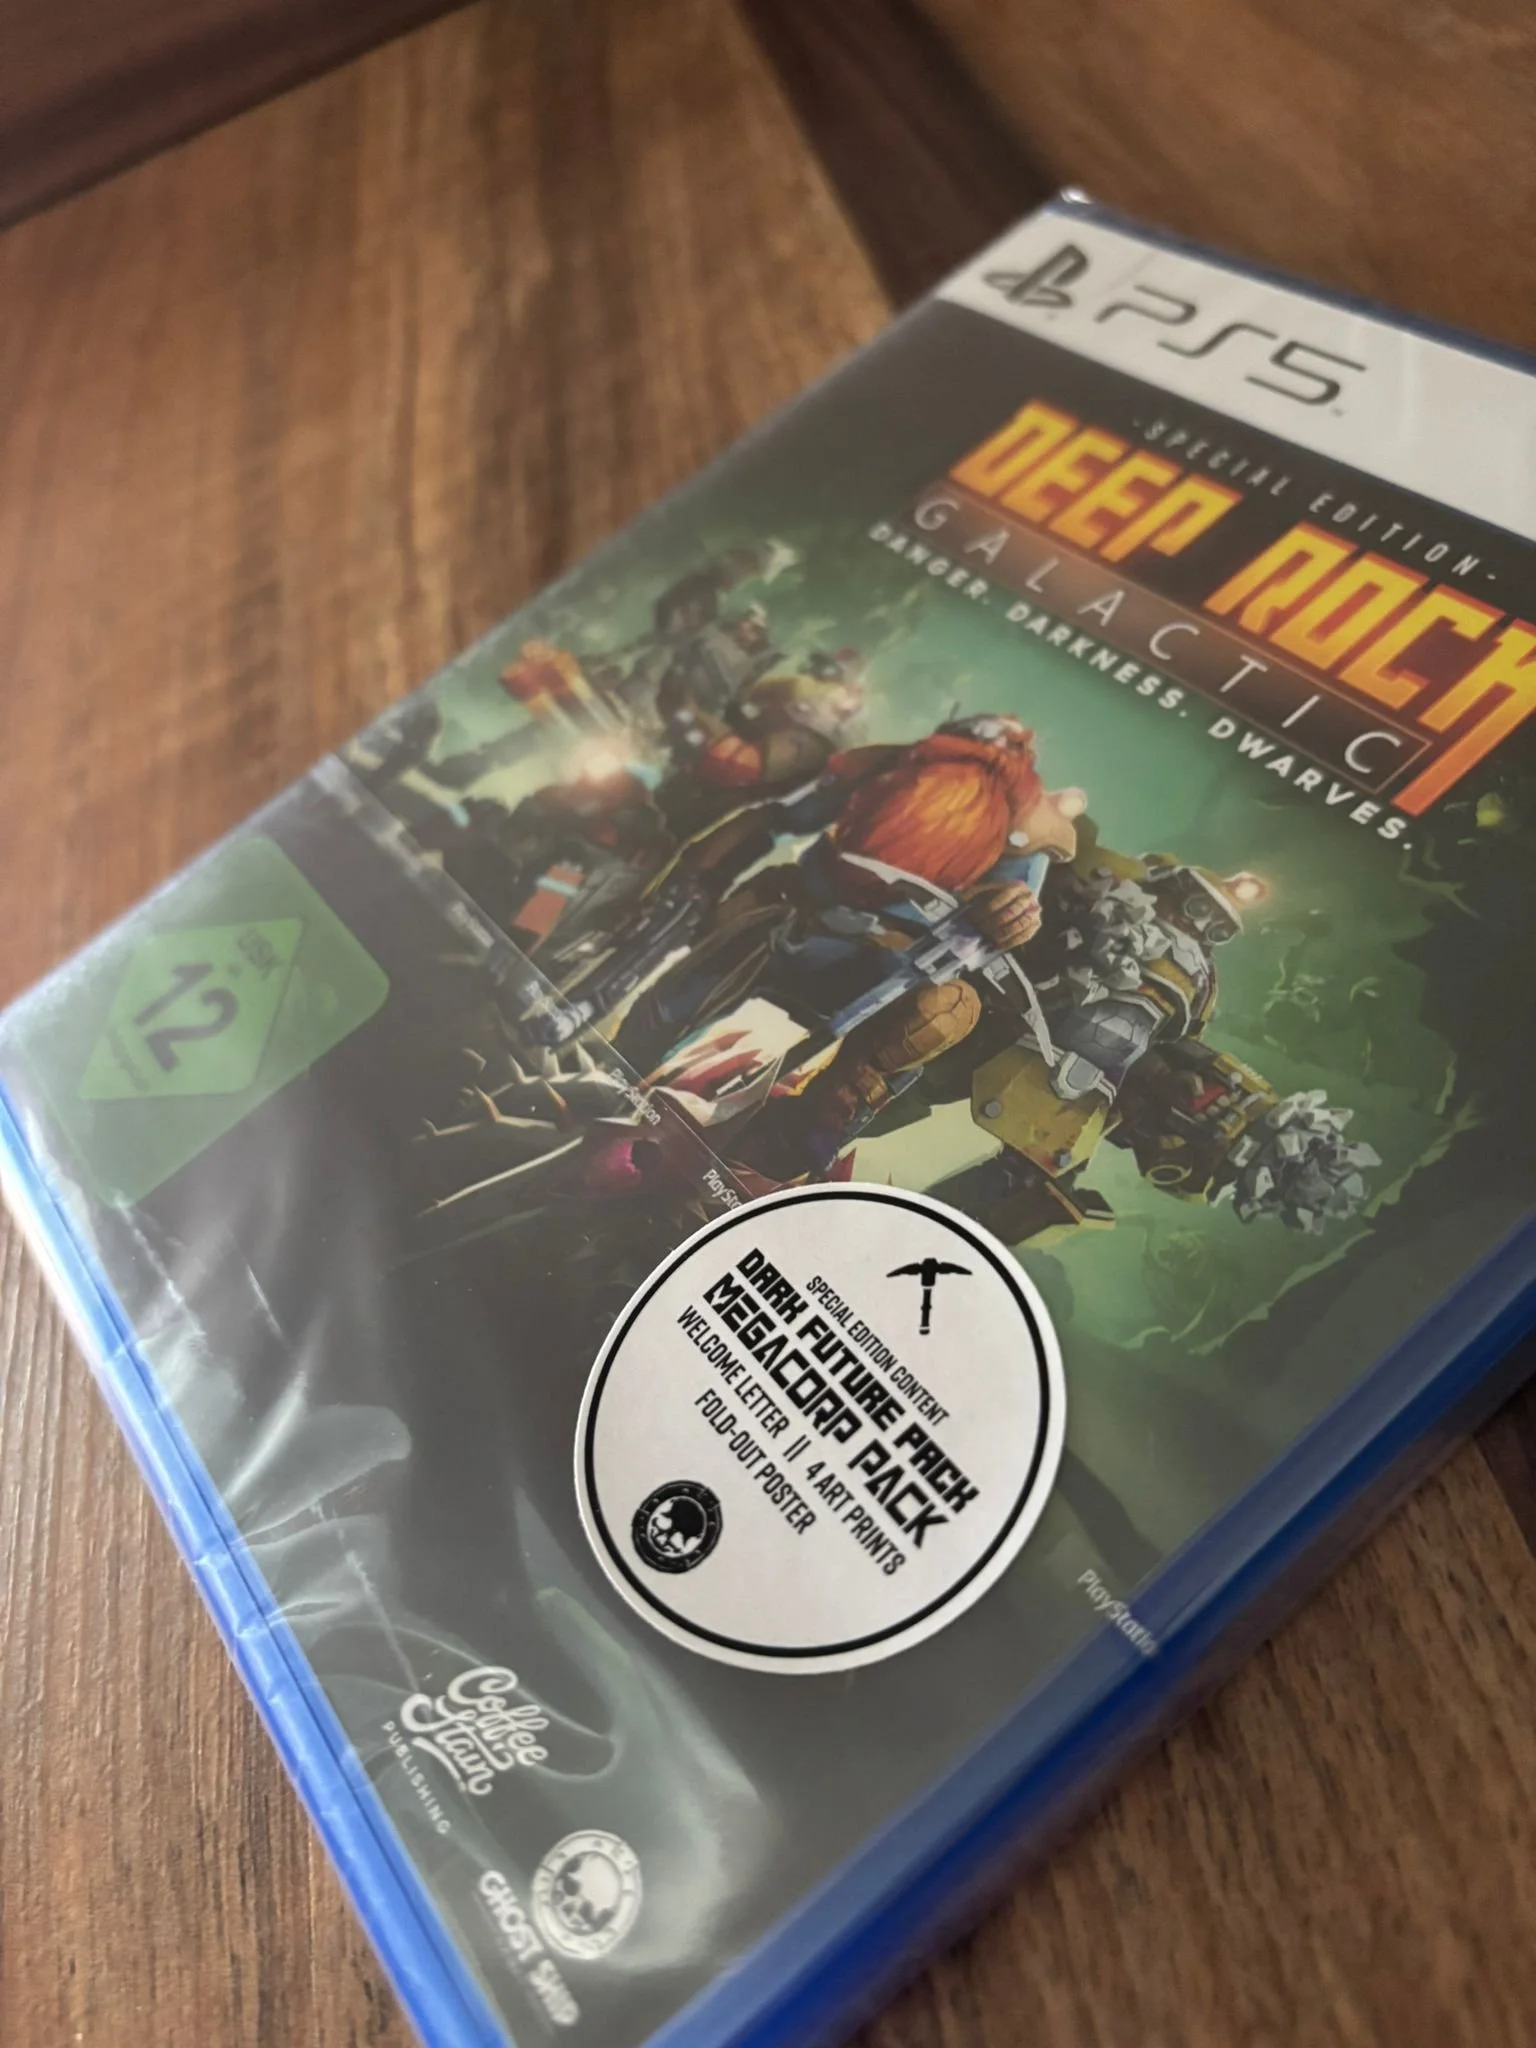 PS5
-SPECIAL EDITION-
DEEP ROCK
GALACTIC
DANGER. DARKNESS. DWARVES.
USK
12
PlayStation
SPECIAL EDITION CONTENT
DARK FUTURE PACK
MEGACORP PACK
WELCOME LETTER // 4 ART PRINTS
FOLD-OUT POSTER
Coffee
Stain
PUBLISHING
GHOST SHIP